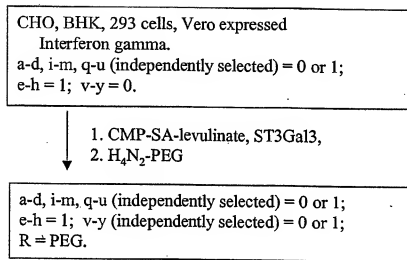 CHO, BHK, 293 cells, Vero expressed
Interferon gamma.
a-d, i-m, q-u (independently selected) = 0 or 1;
e-h = 1; v-y = 0.
1. CMP-SA-levulinate, ST3Gal3,
2. H₄N₂-PEG
a-d, i-m, q-u (independently selected) = 0 or 1;
e-h = 1; v-y (independently selected) = 0 or 1;
R = PEG.